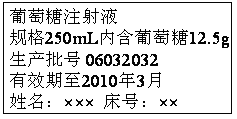 葡萄糖注射液
规格250mL内含葡萄糖12.5g
生产批号 06032032
有效期至2010年3月
姓名：××× 床号：××